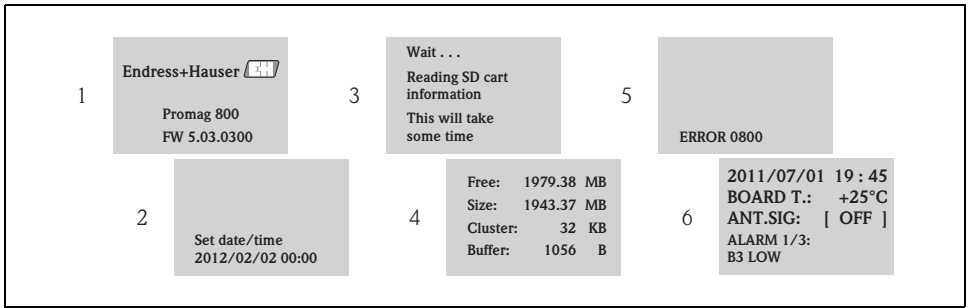 1
Endress+Hauser EH
Promag 800
FW 5.03.0300
2
Set date/time
2012/02/02 00:00
3
Wait . . .
Reading SD cart
information
This will take
some time
4
Free: 1979.38 MB
Size: 1943.37 MB
Cluster: 32 KB
Buffer: 1056 B
5
ERROR 0800
6
2011/07/01 19 : 45
BOARD T.: +25°C
ANT.SIG: [ OFF ]
ALARM 1/3:
B3 LOW